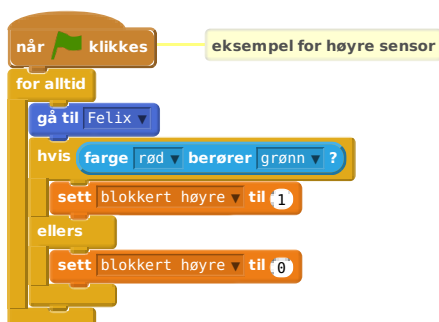 når klikkes
eksempel for høyre sensor
for alltid
gå til Felix
hvis farge rød berører grønn ?
sett blokkert høyre til 1
ellers
sett blokkert høyre til 0